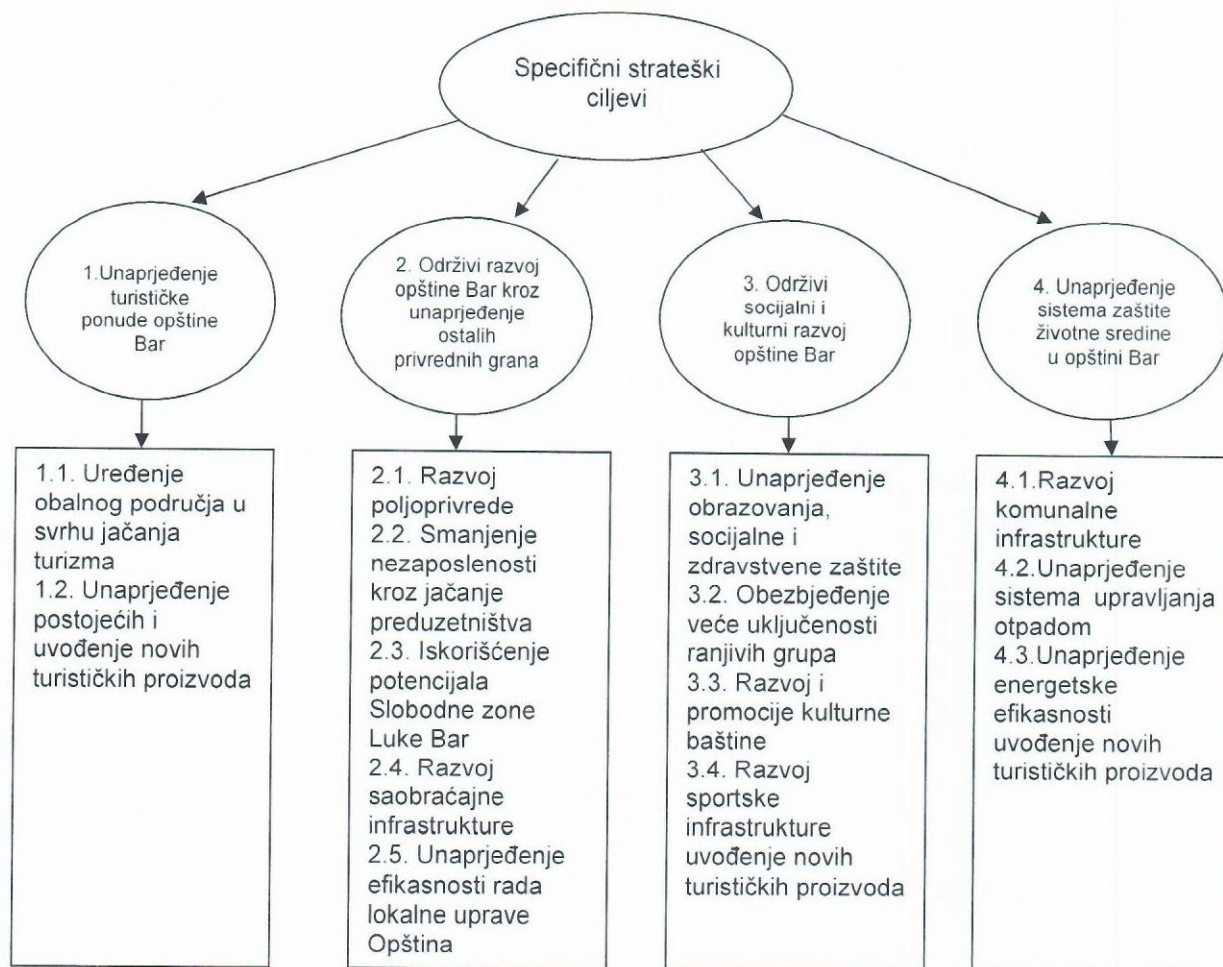 Specifični strateški
ciljevi
1.Unaprjeđenje
turističke
ponude opštine
Bar
2. Održivi razvoj
opštine Bar kroz
unaprjeđenje
ostalih
privrednih grana
3. Održivi
socijalni i
kulturni razvoj
opštine Bar
4. Unaprjeđenje
sistema zaštite
životne sredine
u opštini Bar
1.1. Uređenje
obalnog područja u
svrhu jačanja
turizma
1.2. Unaprjeđenje
postojećih i
uvođenje novih
turističkih proizvoda
2.1. Razvoj
poljoprivrede
2.2. Smanjenje
nezaposlenosti
kroz jačanje
preduzetništva
2.3. Iskorišćenje
potencijala
Slobodne zone
Luke Bar
2.4. Razvoj
saobraćajne
infrastrukture
2.5. Unaprjeđenje
efikasnosti rada
lokalne uprave
Opština
3.1. Unaprjeđenje
obrazovanja,
socijalne i
zdravstvene zaštite
3.2. Obezbjeđenje
veće uključenosti
ranjivih grupa
3.3. Razvoj i
promocije kulturne
baštine
3.4. Razvoj
sportske
infrastrukture
uvođenje novih
turističkih proizvoda
4.1.Razvoj
komunalne
infrastrukture
4.2.Unaprjeđenje
sistema upravljanja
otpadom
4.3.Unaprjeđenje
energetske
efikasnosti
uvođenje novih
turističkih proizvoda